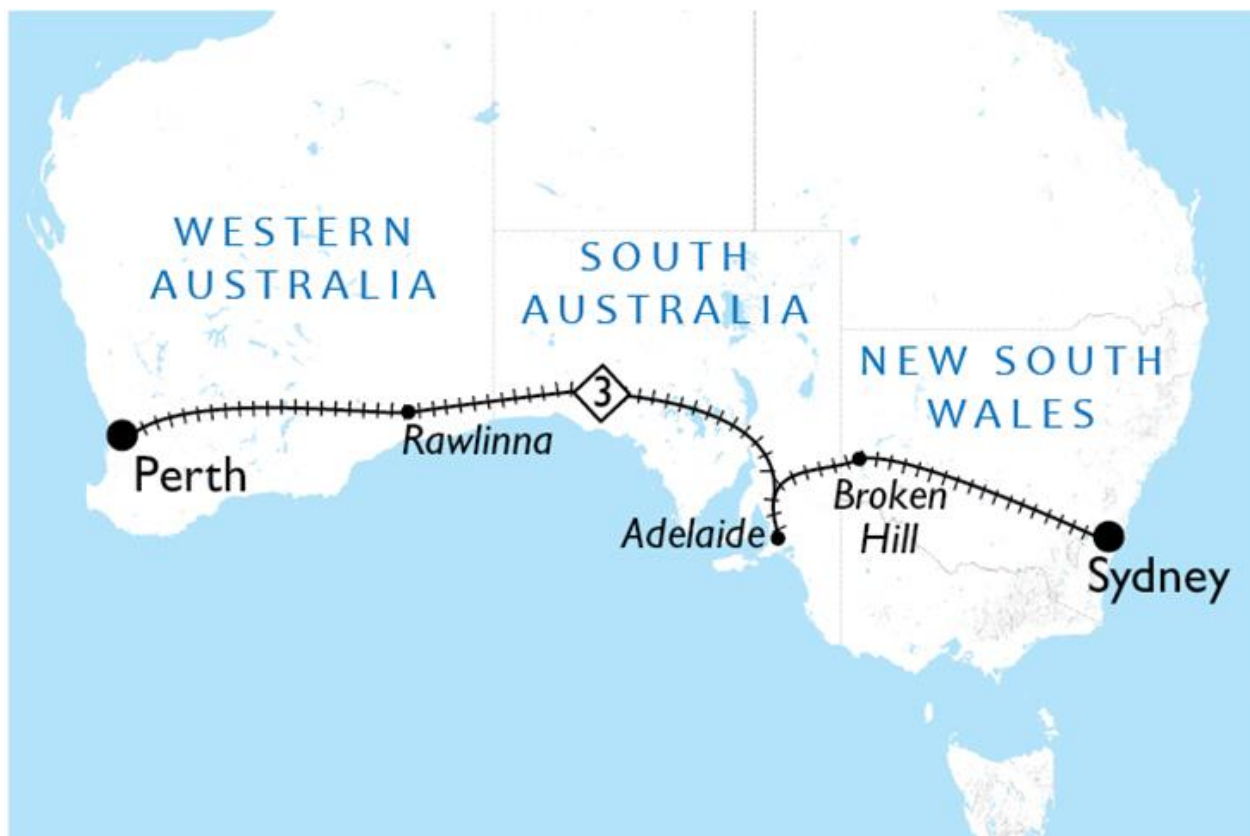 WESTERN
AUSTRALIA
SOUTH
AUSTRALIA
NEW SOUTH
WALES
3
Rawlinna
Perth
Broken
Hill
Adelaide
Sydney